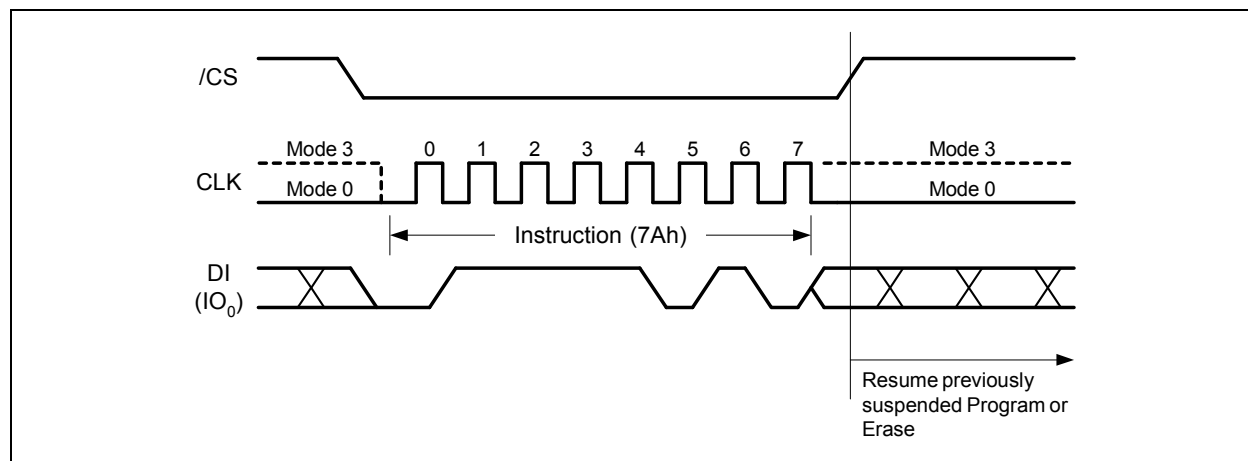 /CS
Mode 3 0 1 2 3 4 5 6 7 Mode 3
CLK
Mode 0 Mode 0
Instruction (7Ah)
DI
(IO0)
Resume previously
suspended Program or
Erase